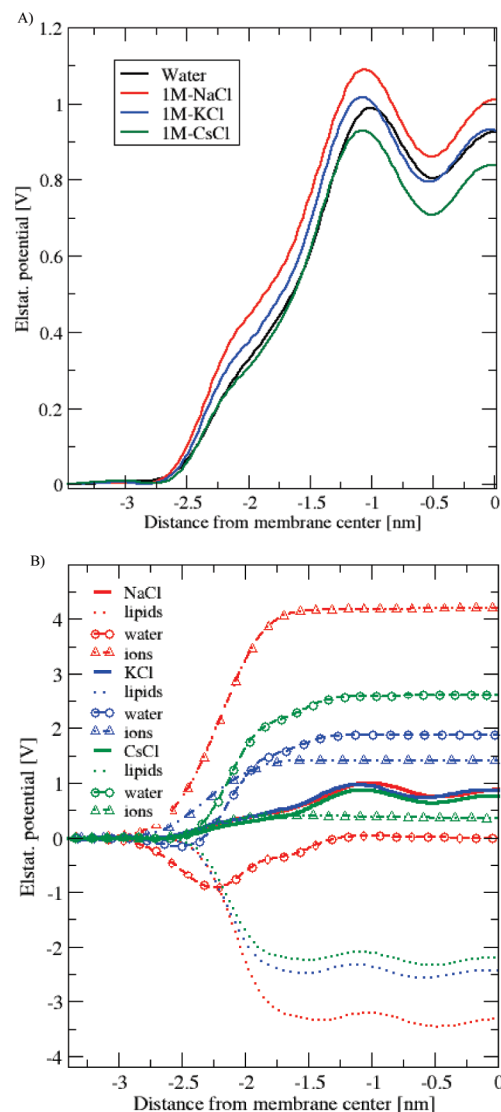 A)
1.2
1
0.8
0.6
0.4
0.2
0
Elstat. potential [V]
Water
1M-NaCl
1M-KCl
1M-CsCl
-3 -2.5 -2 -1.5 -1 -0.5 0
Distance from membrane center [nm]
B)
4
3
2
1
0
-1
-2
-3
-4
Elstat. potential [V]
NaCl
lipids
water
ions
KCl
lipids
water
ions
CsCl
lipids
water
ions
-3 -2.5 -2 -1.5 -1 -0.5 0
Distance from membrane center [nm]